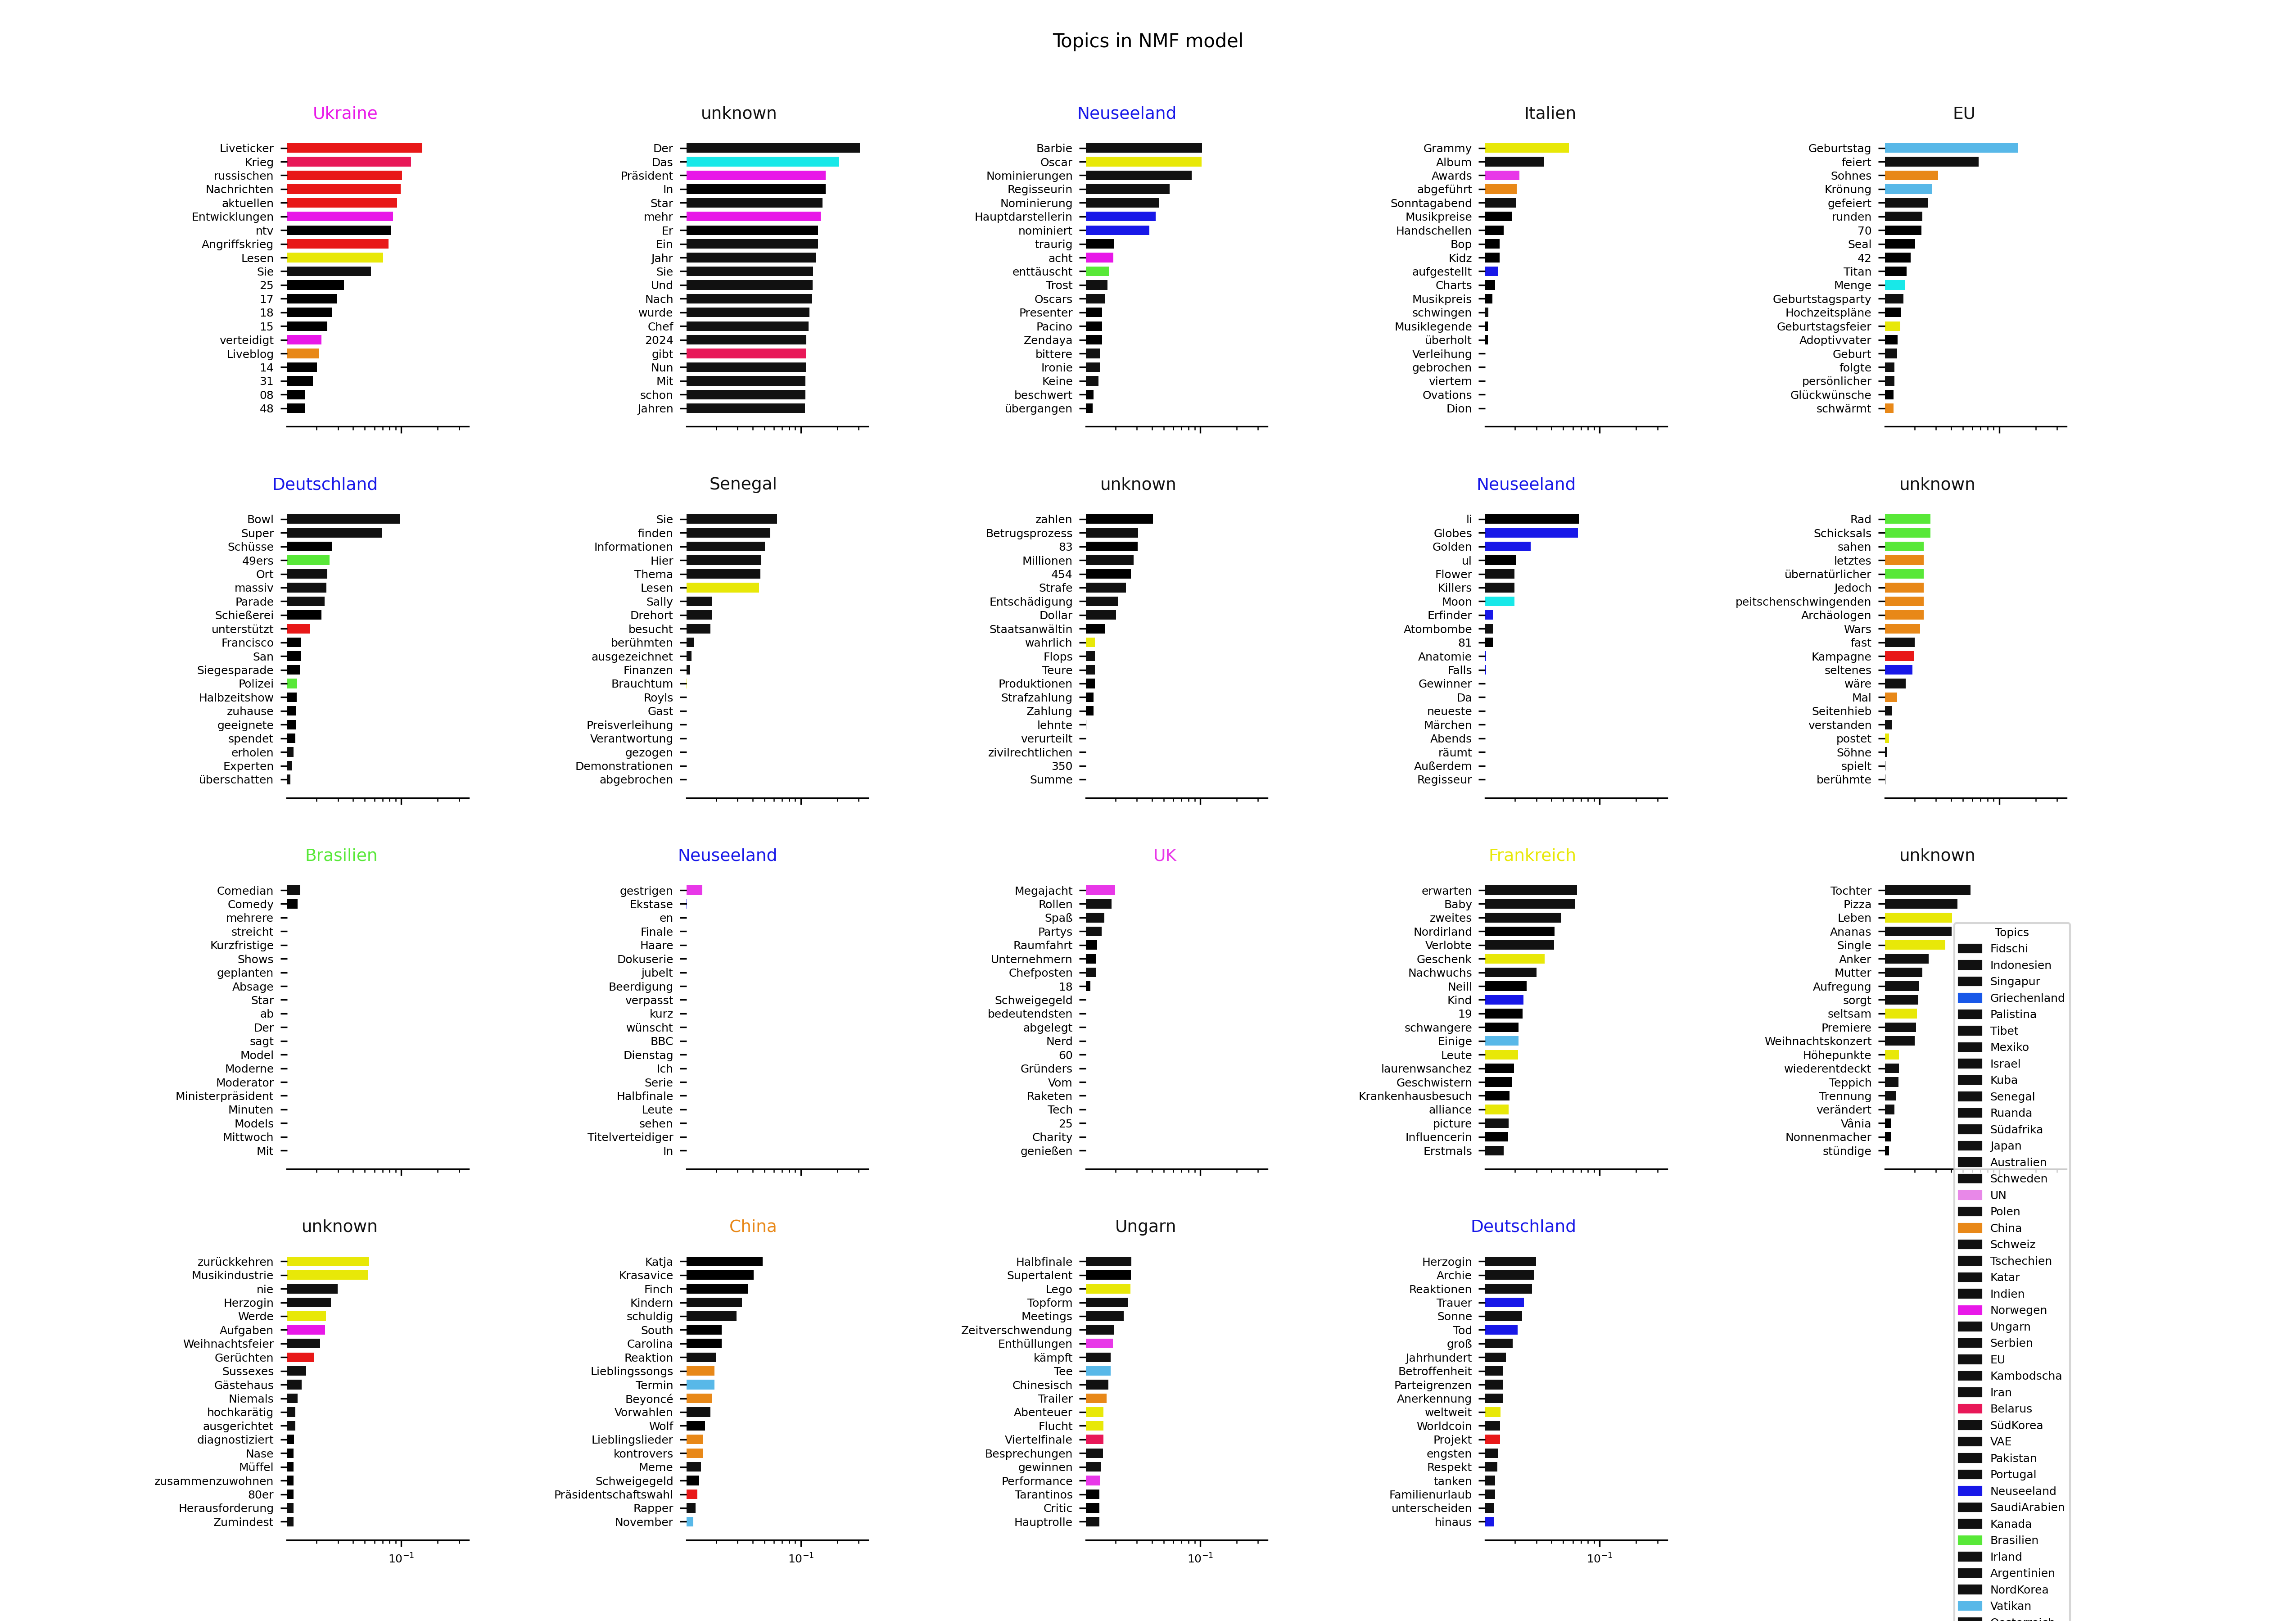 Topics in NMF model
Ukraine
Liveticker
Krieg
russischen
Nachrichten
aktuellen
Entwicklungen
ntv
Angriffskrieg
Lesen
Sie
25
17
18
15
verteidigt
Liveblog
14
31
08
48
unknown
Der
Das
Präsident
In
Star
mehr
Er
Ein
Jahr
Sie
Und
Nach
wurde
Chef
2024
gibt
Nun
Mit
schon
Jahren
Neuseeland
Barbie
Oscar
Nominierungen
Regisseurin
Nominierung
Hauptdarstellerin
nominiert
traurig
acht
enttäuscht
Trost
Oscars
Presenter
Pacino
Zendaya
bittere
Ironie
Keine
beschwert
übergangen
Italien
Grammy
Album
Awards
abgeführt
Sonntagabend
Musikpreise
Handschellen
Bop
Kidz
aufgestellt
Charts
Musikpreis
schwingen
Musiklegende
überholt
Verleihung
gebrochen
viertem
Ovations
Dion
EU
Geburtstag
feiert
Sohnes
Krönung
gefeiert
runden
70
Seal
42
Titan
Menge
Geburtstagsparty
Hochzeitspläne
Geburtstagsfeier
Adoptivvater
Geburt
folgte
persönlicher
Glückwünsche
schwärmt
Deutschland
Bowl
Super
Schüsse
49ers
Ort
massiv
Parade
Schießerei
unterstützt
Francisco
San
Siegesparade
Polizei
Halbzeitshow
zuhause
geeignete
spendet
erholen
Experten
überschatten
Senegal
Sie
finden
Informationen
Hier
Thema
Lesen
Sally
Drehort
besucht
berühmten
ausgezeichnet
Finanzen
Brauchtum
Royls
Gast
Preisverleihung
Verantwortung
gezogen
Demonstrationen
abgebrochen
unknown
zahlen
Betrugsprozess
83
Millionen
454
Strafe
Entschädigung
Dollar
Staatsanwältin
wahrlich
Flops
Teure
Produktionen
Strafzahlung
Zahlung
lehnte
verurteilt
zivilrechtlichen
350
Summe
Neuseeland
li
Globes
Golden
ul
Flower
Killers
Moon
Erfinder
Atombombe
81
Anatomie
Falls
Gewinner
Da
neueste
Märchen
Abends
räumt
Außerdem
Regisseur
unknown
Rad
Schicksals
sahen
letztes
übernatürlicher
Jedoch
peitschenschwingenden
Archäologen
Wars
fast
Kampagne
seltenes
wäre
Mal
Seitenhieb
verstanden
postet
Söhne
spielt
berühmte
Brasilien
Comedian
Comedy
mehrere
streicht
Kurzfristige
Shows
geplanten
Absage
Star
ab
Der
sagt
Model
Moderne
Moderator
Ministerpräsident
Minuten
Models
Mittwoch
Mit
Neuseeland
gestrigen
Ekstase
en
Finale
Haare
Dokuserie
jubelt
Beerdigung
verpasst
kurz
wünscht
BBC
Dienstag
Ich
Serie
Halbfinale
Leute
sehen
Titelverteidiger
In
UK
Megajacht
Rollen
Spaß
Partys
Raumfahrt
Unternehmern
Chefposten
18
Schweigegeld
bedeutendsten
abgelegt
Nerd
60
Gründers
Vom
Raketen
Tech
25
Charity
genießen
Frankreich
erwarten
Baby
zweites
Nordirland
Verlobte
Geschenk
Nachwuchs
Neill
Kind
19
schwangere
Einige
Leute
laurenwsanchez
Geschwistern
Krankenhausbesuch
alliance
picture
Influencerin
Erstmals
unknown
Tochter
Pizza
Leben
Ananas
Single
Anker
Mutter
Aufregung
sorgt
seltsam
Premiere
Weihnachtskonzert
Höhepunkte
wiederentdeckt
Teppich
Trennung
verändert
Vânia
Nonnenmacher
stündige
unknown
zurückkehren
Musikindustrie
nie
Herzogin
Werde
Aufgaben
Weihnachtsfeier
Gerüchten
Sussexes
Gästehaus
Niemals
hochkarätig
ausgerichtet
diagnostiziert
Nase
Müffel
zusammenzuwohnen
80er
Herausforderung
Zumindest
10⁻¹
China
Katja
Krasavice
Finch
Kindern
schuldig
South
Carolina
Reaktion
Lieblingssongs
Termin
Beyoncé
Vorwahlen
Wolf
Lieblingslieder
kontrovers
Meme
Schweigegeld
Präsidentschaftswahl
Rapper
November
10⁻¹
Ungarn
Halbfinale
Supertalent
Lego
Topform
Meetings
Zeitverschwendung
Enthüllungen
kämpft
Tee
Chinesisch
Trailer
Abenteuer
Flucht
Viertelfinale
Besprechungen
gewinnen
Performance
Tarantinos
Critic
Hauptrolle
10⁻¹
Deutschland
Herzogin
Archie
Reaktionen
Trauer
Sonne
Tod
groß
Jahrhundert
Betroffenheit
Parteigrenzen
Anerkennung
weltweit
Worldcoin
Projekt
engsten
Respekt
tanken
Familienurlaub
unterscheiden
hinaus
10⁻¹
Topics
Fidschi
Indonesien
Singapur
Griechenland
Palistina
Tibet
Mexiko
Israel
Kuba
Senegal
Ruanda
Südafrika
Japan
Australien
Schweden
UN
Polen
China
Schweiz
Tschechien
Katar
Indien
Norwegen
Ungarn
Serbien
EU
Kambodscha
Iran
Belarus
SüdKorea
VAE
Pakistan
Portugal
Neuseeland
SaudiArabien
Kanada
Brasilien
Irland
Argentinien
NordKorea
Vatikan